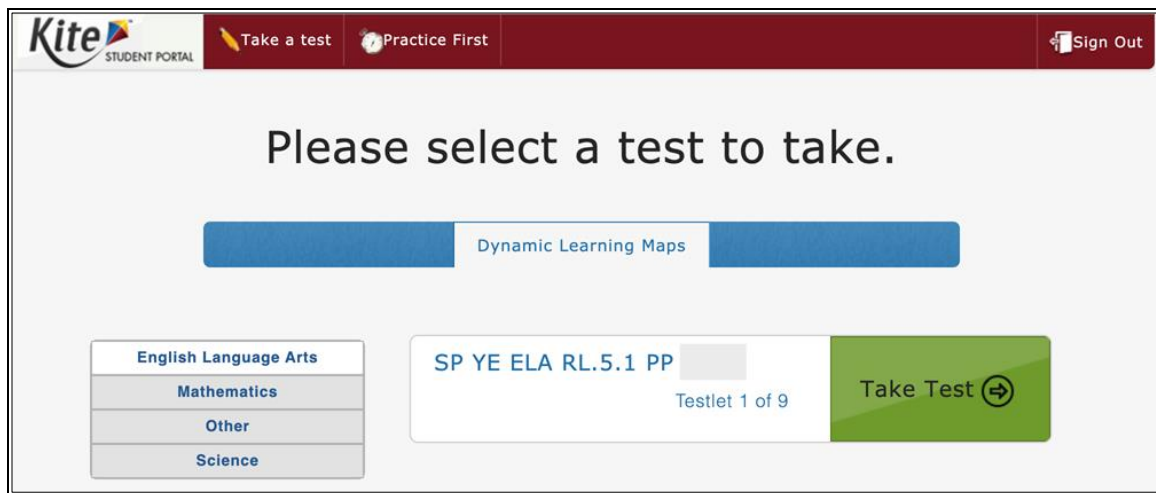 Kite STUDENT PORTAL Take a test Practice First Sign Out
Please select a test to take.
Dynamic Learning Maps
English Language Arts
Mathematics
Other
Science
SP YE ELA RL.5.1 PP
Testlet 1 of 9
Take Test